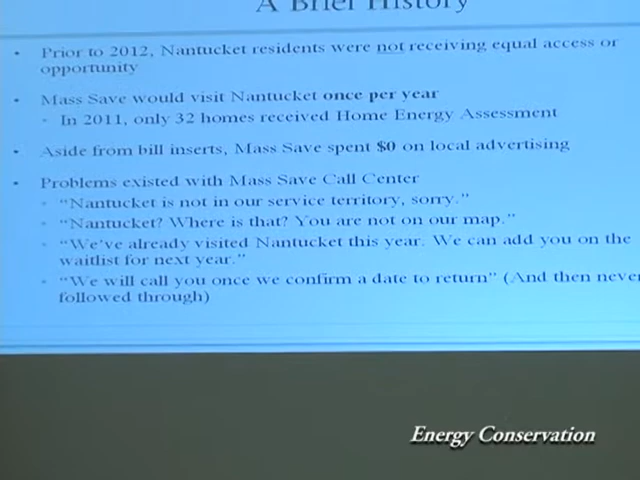 A Brief History
Prior to 2012, Nantucket residents were not receiving equal access or
opportunity
Mass Save would visit Nantucket once per year
In 2011, only 32 homes received Home Energy Assessment
Aside from bill inserts, Mass Save spent $0 on local advertising
Problems existed with Mass Save Call Center
"Nantucket is not in our service territory, sorry."
"Nantucket? Where is that? You are not on our map."
"We've already visited Nantucket this year. We can add you on the
waitlist for next year."
"We will call you once we confirm a date to return" (And then never
followed through)
Energy Conservation